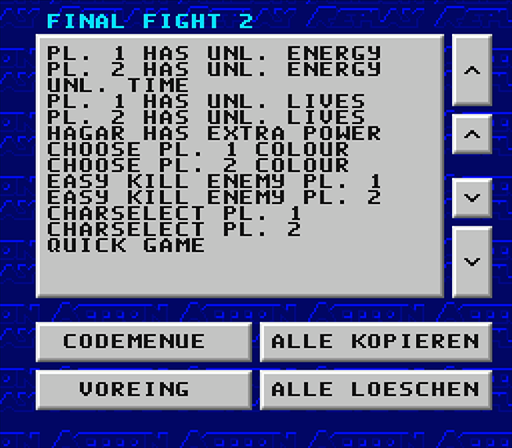 FINAL FIGHT 2
PL. 1 HAS UNL. ENERGY
PL. 2 HAS UNL. ENERGY
UNL. TIME
PL. 1 HAS UNL. LIVES
PL. 2 HAS UNL. LIVES
HAGAR HAS EXTRA POWER
CHOOSE PL. 1 COLOUR
CHOOSE PL. 2 COLOUR
EASY KILL ENEMY PL. 1
EASY KILL ENEMY PL. 2
CHARSELECT PL. 1
CHARSELECT PL. 2
QUICK GAME
CODEMENUE ALLE KOPIEREN
VOREING ALLE LOESCHEN